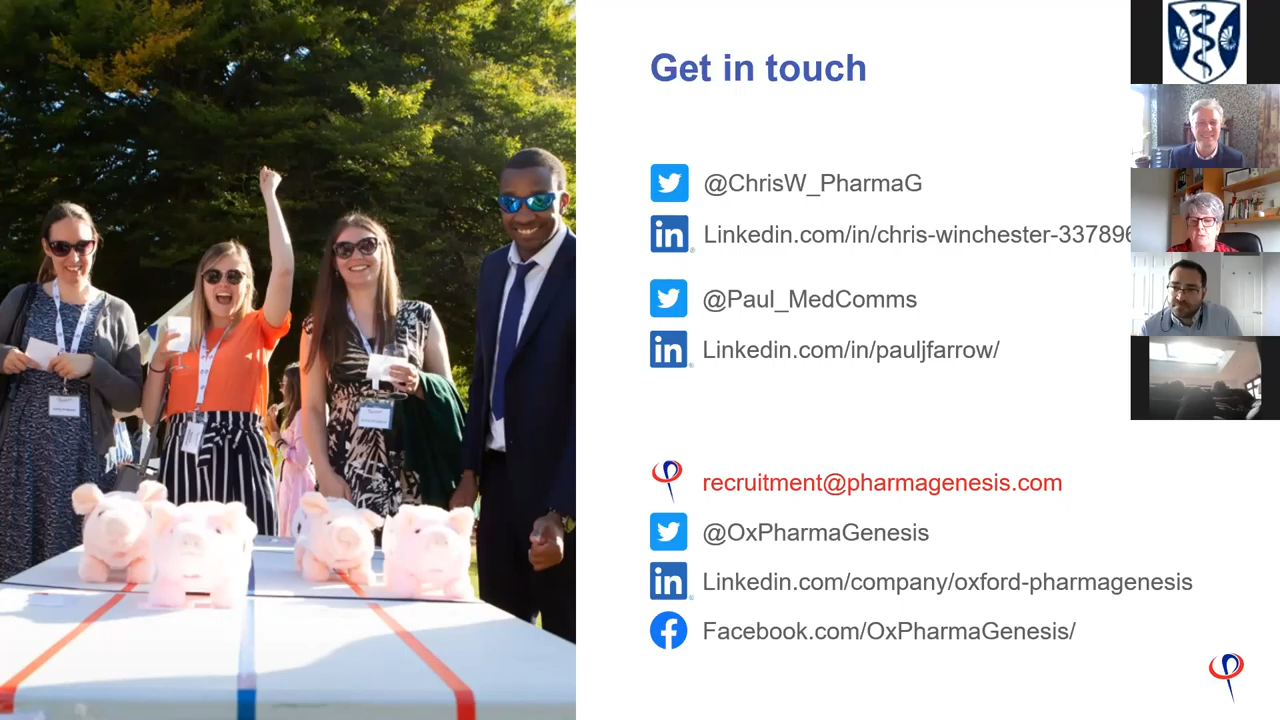 Get in touch
@ChrisW_PharmaG
Linkedin.com/in/chris-winchester-337896
@Paul_MedComms
Linkedin.com/in/pauljfarrow/
recruitment@pharmagenesis.com
@OxPharmaGenesis
Linkedin.com/company/oxford-pharmagenesis
Facebook.com/OxPharmaGenesis/